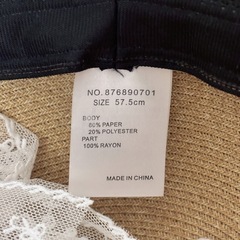 NO. 876890701
SIZE 57.5cm
BODY
80% PAPER
20% POLYESTER
PART
100% RAYON
MADE IN CHINA